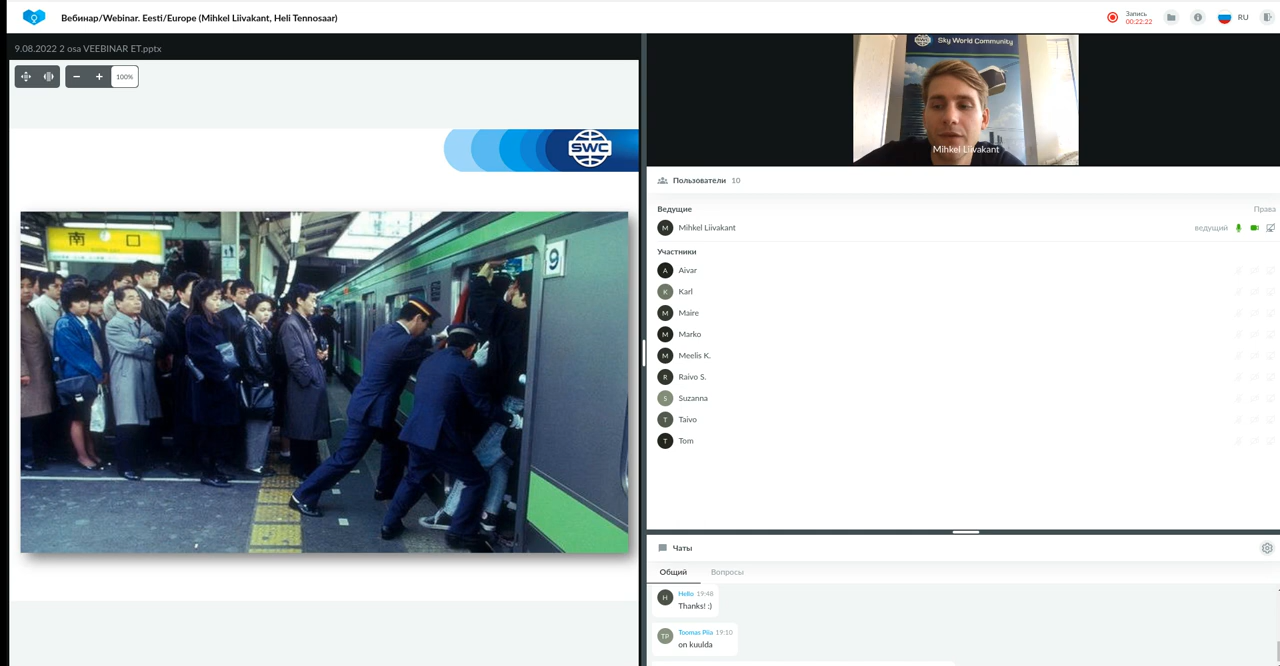 Вебинар/Webinar. Eesti/Europe (Mihkel Liivakant, Heli Tennosaar)
Запись
00:22:22
RU
9.08.2022 2 osa VEEBINAR ET.pptx
100%
SWC
南 口
9
Sky World Community
Mihkel Liivakant
Пользователи 10
Ведущие
Права
M Mihkel Liivakant
ведущий
Участники
A Aivar
K Karl
M Maire
M Marko
M Meelis K.
R Raivo S.
S Suzanna
T Taivo
T Tom
Чаты
Общий Вопросы
H Hello 19:48
Thanks! :)
TP Toomas Piia 19:10
on kuulda